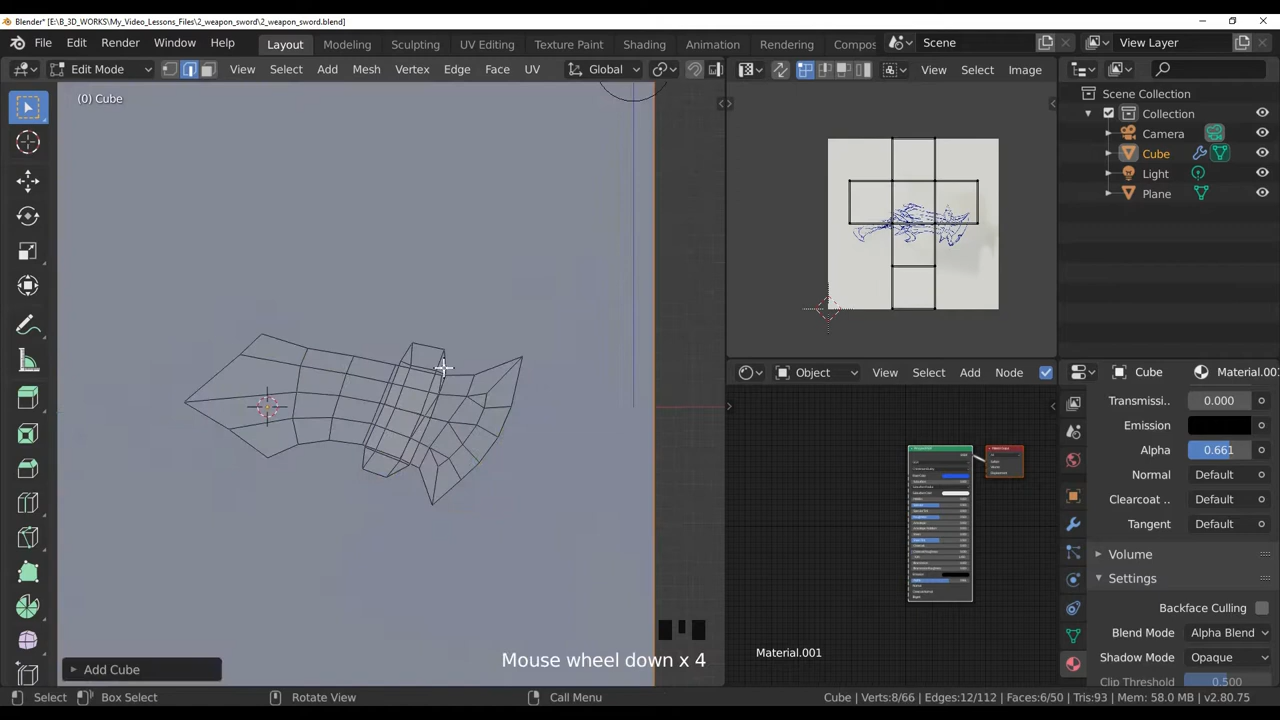 Blender* [E:\B_3D_WORKS\My_Video_Lessons_Files\2_weapon_sword\2_weapon_sword.blend]
File Edit Render Window Help Layout Modeling Sculpting UV Editing Texture Paint Shading Animation Rendering Compos Scene View Layer
Edit Mode View Select Add Mesh Vertex Edge Face UV Global View Select Image
(0) Cube
Scene Collection
Collection
Camera
Cube
Light
Plane
Object View Select Add Node Cube Material.00
Transmissi.. 0.000
Emission
Alpha 0.661
Normal Default
Clearcoat .. Default
Tangent Default
Volume
Settings
Backface Culling
Blend Mode Alpha Blend
Shadow Mode Opaque
Clip Threshold 0.500
Material.001
Mouse wheel down x 4
Add Cube
Select Box Select Rotate View Call Menu Cube | Verts:8/66 | Edges:12/112 | Faces:6/50 | Tris:93 | Mem: 58.0 MB | v2.80.75